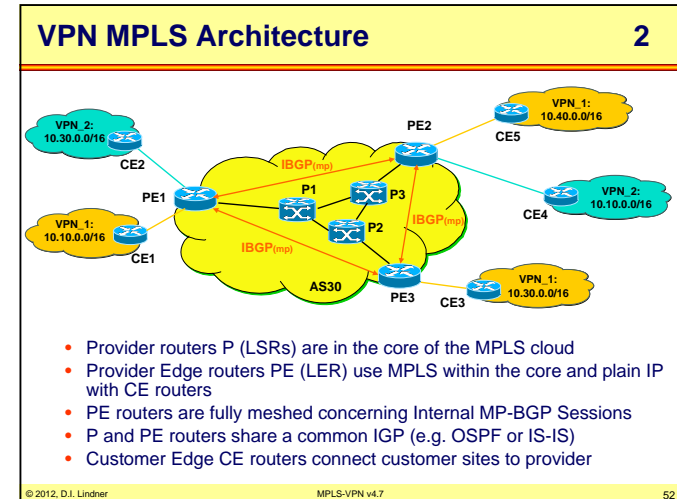 VPN MPLS Architecture 2
VPN_2:
10.30.0.0/16
CE2
PE1
VPN_1:
10.10.0.0/16
CE1
IBGP(mp)
P1
P3
P2
IBGP(mp)
IBGP(mp)
AS30
PE2
PE3
VPN_1:
10.40.0.0/16
CE5
VPN_2:
10.10.0.0/16
CE4
VPN_1:
10.30.0.0/16
CE3
• Provider routers P (LSRs) are in the core of the MPLS cloud
• Provider Edge routers PE (LER) use MPLS within the core and plain IP
with CE routers
• PE routers are fully meshed concerning Internal MP-BGP Sessions
• P and PE routers share a common IGP (e.g. OSPF or IS-IS)
• Customer Edge CE routers connect customer sites to provider
© 2012, D.I. Lindner MPLS-VPN v4.7 52